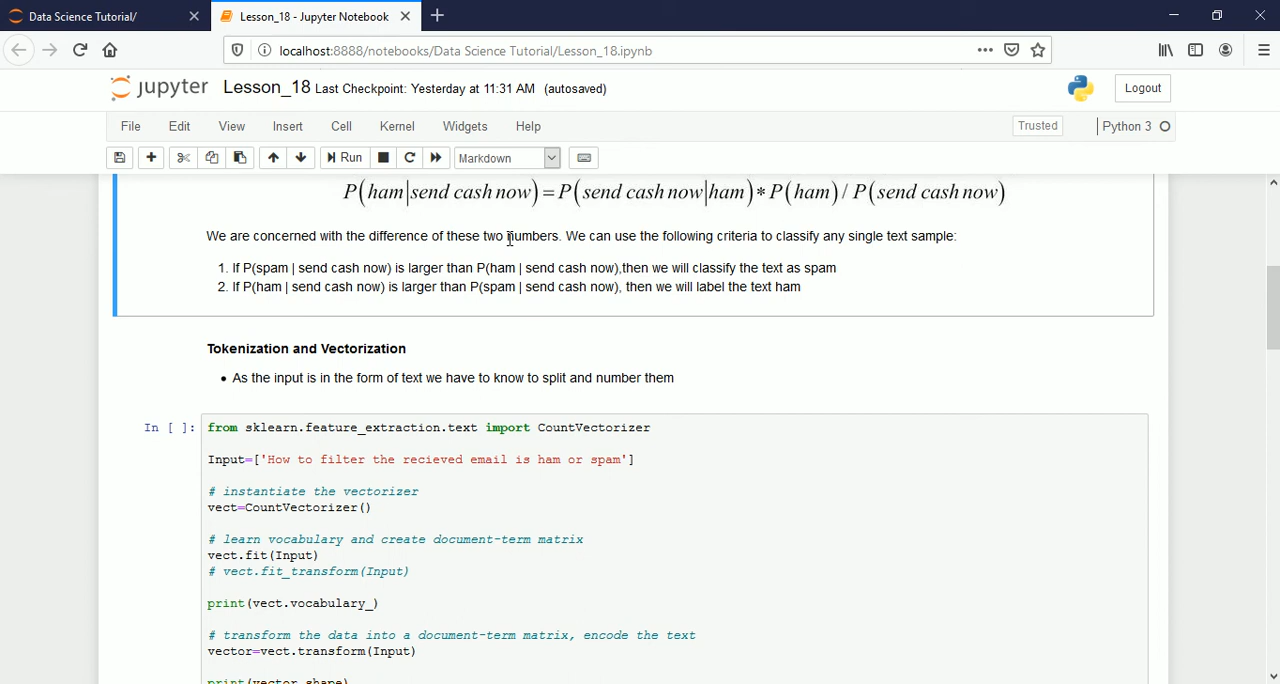 Data Science Tutorial/
Lesson_18 - Jupyter Notebook
localhost:8888/notebooks/Data Science Tutorial/Lesson_18.ipynb
jupyter Lesson_18 Last Checkpoint: Yesterday at 11:31 AM (autosaved)
Logout
File Edit View Insert Cell Kernel Widgets Help
Trusted Python 3
Run Markdown
P(ham|send cash now)=P(send cash now|ham)*P(ham)/P(send cash now)
We are concerned with the difference of these two numbers. We can use the following criteria to classify any single text sample:
1. If P(spam | send cash now) is larger than P(ham | send cash now),then we will classify the text as spam
2. If P(ham | send cash now) is larger than P(spam | send cash now), then we will label the text ham
Tokenization and Vectorization
• As the input is in the form of text we have to know to split and number them
In [ ]:
from sklearn.feature_extraction.text import CountVectorizer
Input=['How to filter the recieved email is ham or spam']
# instantiate the vectorizer
vect=CountVectorizer()
# learn vocabulary and create document-term matrix
vect.fit(Input)
# vect.fit_transform(Input)
print(vect.vocabulary_)
# transform the data into a document-term matrix, encode the text
vector=vect.transform(Input)
print(vector.shape)